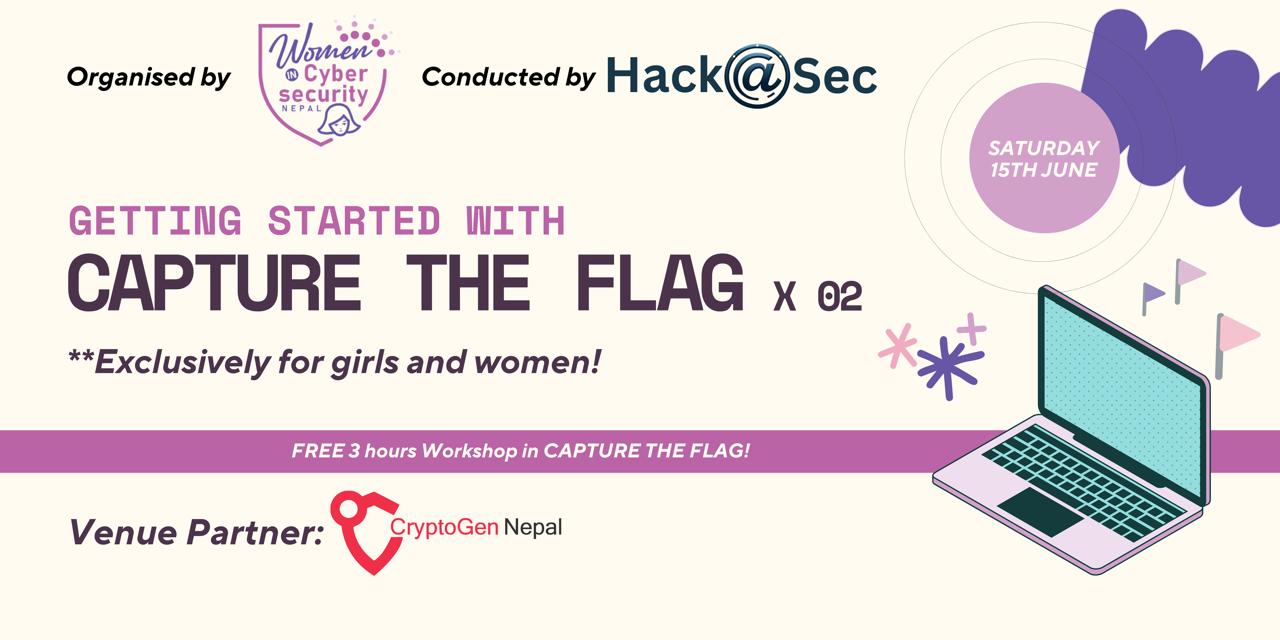 Organised by
Women
IN Cyber
security
NEPAL
Conducted by
Hack@Sec
SATURDAY
15TH JUNE
GETTING STARTED WITH
CAPTURE THE FLAG X 02
**Exclusively for girls and women!
FREE 3 hours Workshop in CAPTURE THE FLAG!
Venue Partner:
CryptoGen Nepal